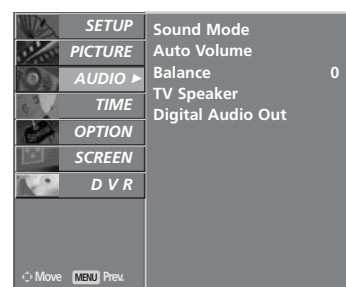 SETUP
PICTURE
AUDIO ►
TIME
OPTION
SCREEN
D V R
Move MENU Prev.
Sound Mode
Auto Volume
Balance 0
TV Speaker
Digital Audio Out